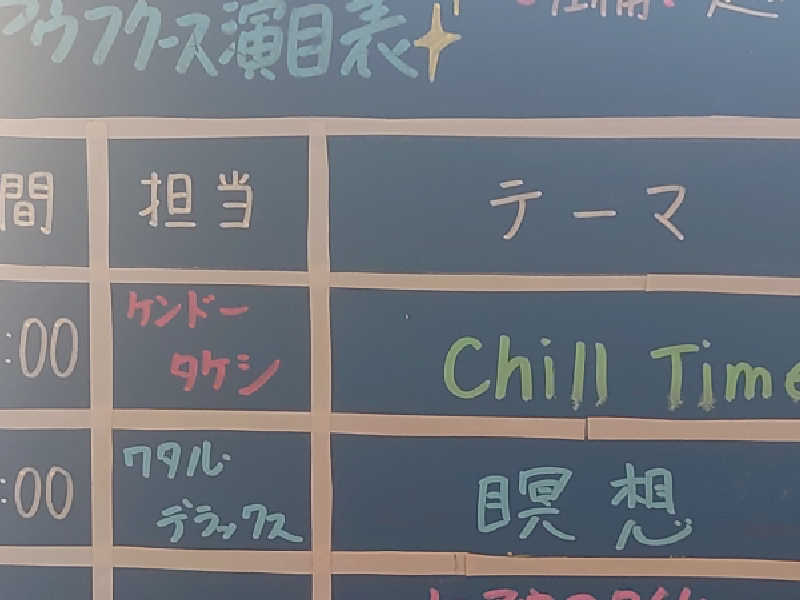 アウフグース演目表
間 担当 テーマ
:00 ケンドー
タケシ Chill Time
:00 ワタル
デラックス 瞑想